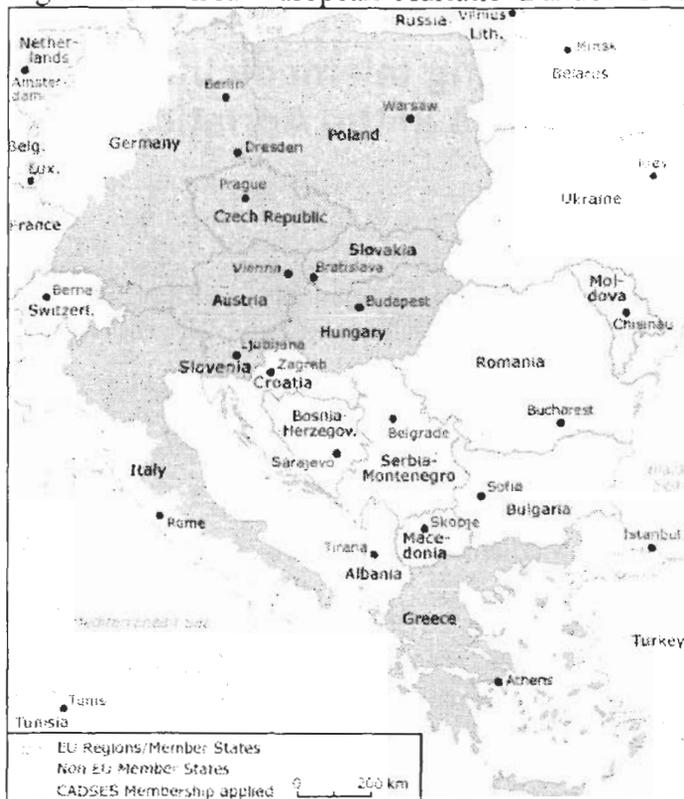 Russia
Vilnius
Lith.
Minsk
Belarus
Nether-
lands
Amster-
dam
Berlin
Warsaw
Poland
Germany
Dresden
Belg.
Lux.
Prague
Czech Republic
Ukraine
France
Slovakia
Vienna
Bratislava
Mol-
dova
Berne
Switzerl.
Austria
Budapest
Chisinău
Hungary
Ljubljana
Slovenia
Zagreb
Croatia
Romania
Bosnia-
Herzegov.
Belgrade
Bucharest
Sarajevo
Serbia-
Montenegro
Italy
Sofia
Bulgaria
Rome
Skopje
Mace-
donia
Tirana
Albania
Istanbul
Greece
Turkey
Athens
Tunis
Tunisia
EU Regions/Member States
Non EU Member States
CADSES Membership applied
0 200 km